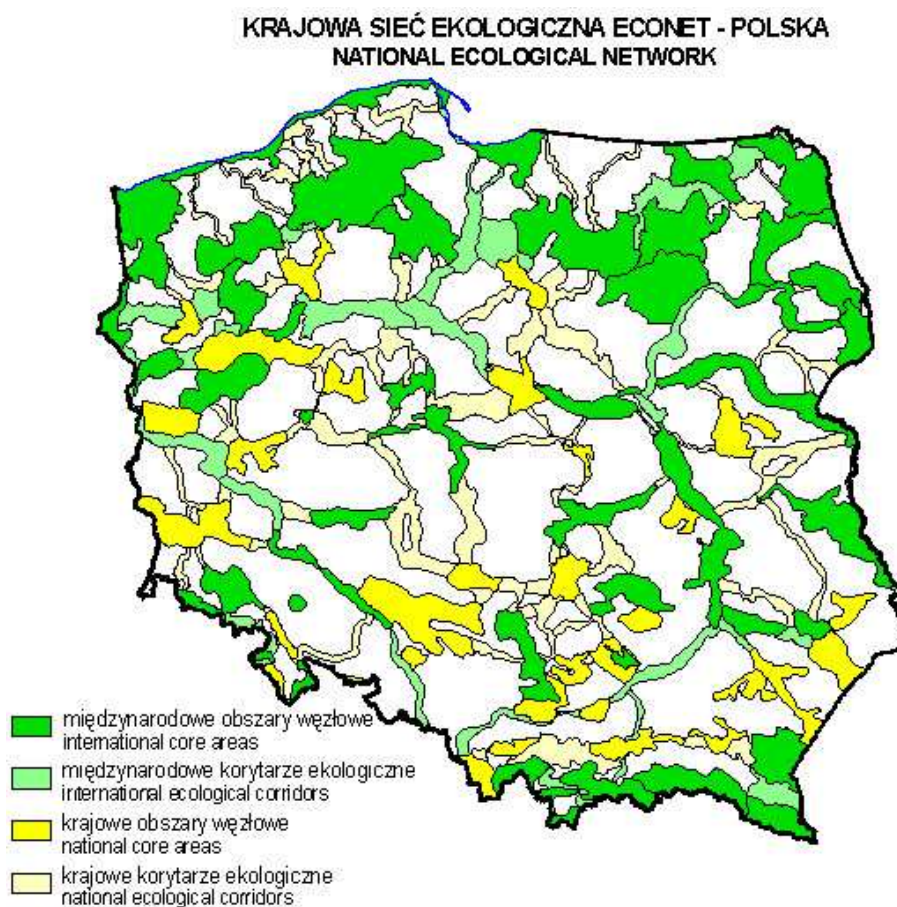 KRAJOWA SIEĆ EKOLOGICZNA ECONET - POLSKA
NATIONAL ECOLOGICAL NETWORK
międzynarodowe obszary węzłowe
international core areas
międzynarodowe korytarze ekologiczne
international ecological corridors
krajowe obszary węzłowe
national core areas
krajowe korytarze ekologiczne
national ecological corridors